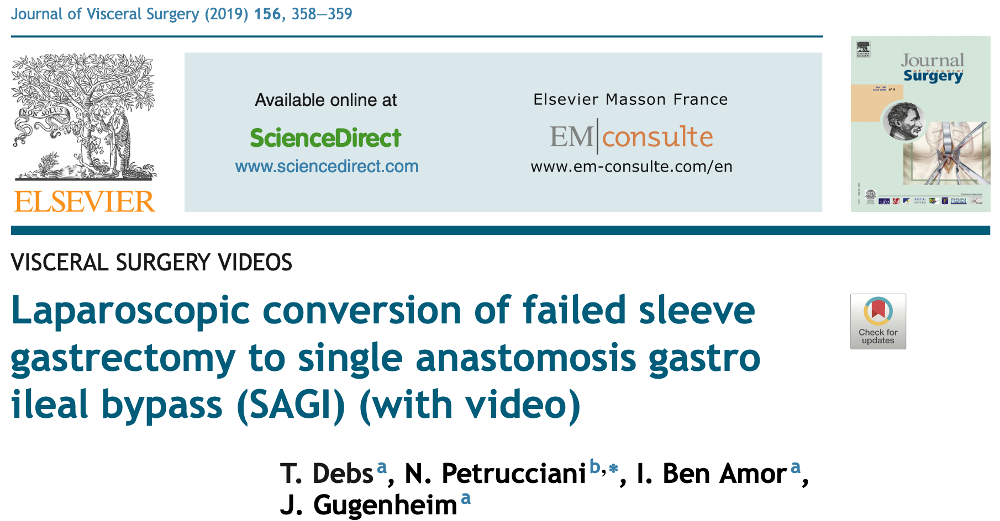 Journal of Visceral Surgery (2019) 156, 358—359
NON SOLUS
ELSEVIER
Available online at
ScienceDirect
www.sciencedirect.com
Elsevier Masson France
EM|consulte
www.em-consulte.com/en
Journal
of Visceral
Surgery
VISCERAL SURGERY VIDEOS
Laparoscopic conversion of failed sleeve
gastrectomy to single anastomosis gastro
ileal bypass (SAGI) (with video)
Check for
updates
T. Debs a, N. Petrucciani b,*, I. Ben Amor a,
J. Gugenheim a